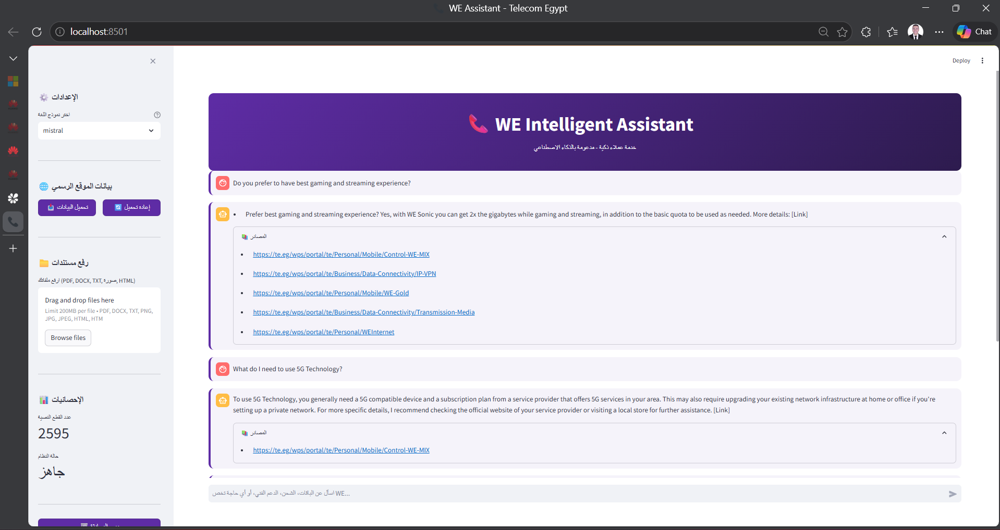 WE Assistant - Telecom Egypt
localhost:8501
Chat
Deploy
الإعدادات
اختر نموذج اللغة
mistral
بيانات الموقع الرسمي
تحميل البيانات
إعادة تحميل
رفع مستندات
ارفع ملفاتك (PDF, DOCX, TXT, صورة, HTML)
Drag and drop files here
Limit 200MB per file • PDF, DOCX, TXT, PNG,
JPG, JPEG, HTML, HTM
Browse files
الإحصائيات
عدد القطع النصية
2595
حالة النظام
جاهز
WE Intelligent Assistant
خدمة عملاء ذكية - مدعومة بالذكاء الاصطناعي
Do you prefer to have best gaming and streaming experience?
• Prefer best gaming and streaming experience? Yes, with WE Sonic you can get 2x the gigabytes while gaming and streaming, in addition to the basic quota to be used as needed. More details: [Link]
المصادر
• https://te.eg/wps/portal/te/Personal/Mobile/Control-WE-MIX
• https://te.eg/wps/portal/te/Business/Data-Connectivity/IP-VPN
• https://te.eg/wps/portal/te/Personal/Mobile/WE-Gold
• https://te.eg/wps/portal/te/Business/Data-Connectivity/Transmission-Media
• https://te.eg/wps/portal/te/Personal/WEInternet
What do I need to use 5G Technology?
To use 5G Technology, you generally need a 5G compatible device and a subscription plan from a service provider that offers 5G services in your area. This may also require upgrading your existing network infrastructure at home or office if you're
setting up a private network. For more specific details, I recommend checking the official website of your service provider or visiting a local store for further assistance. [Link]
المصادر
• https://te.eg/wps/portal/te/Personal/Mobile/Control-WE-MIX
اسأل عن الباقات، الشحن، الدعم الفني، أو أي حاجة تخص WE...